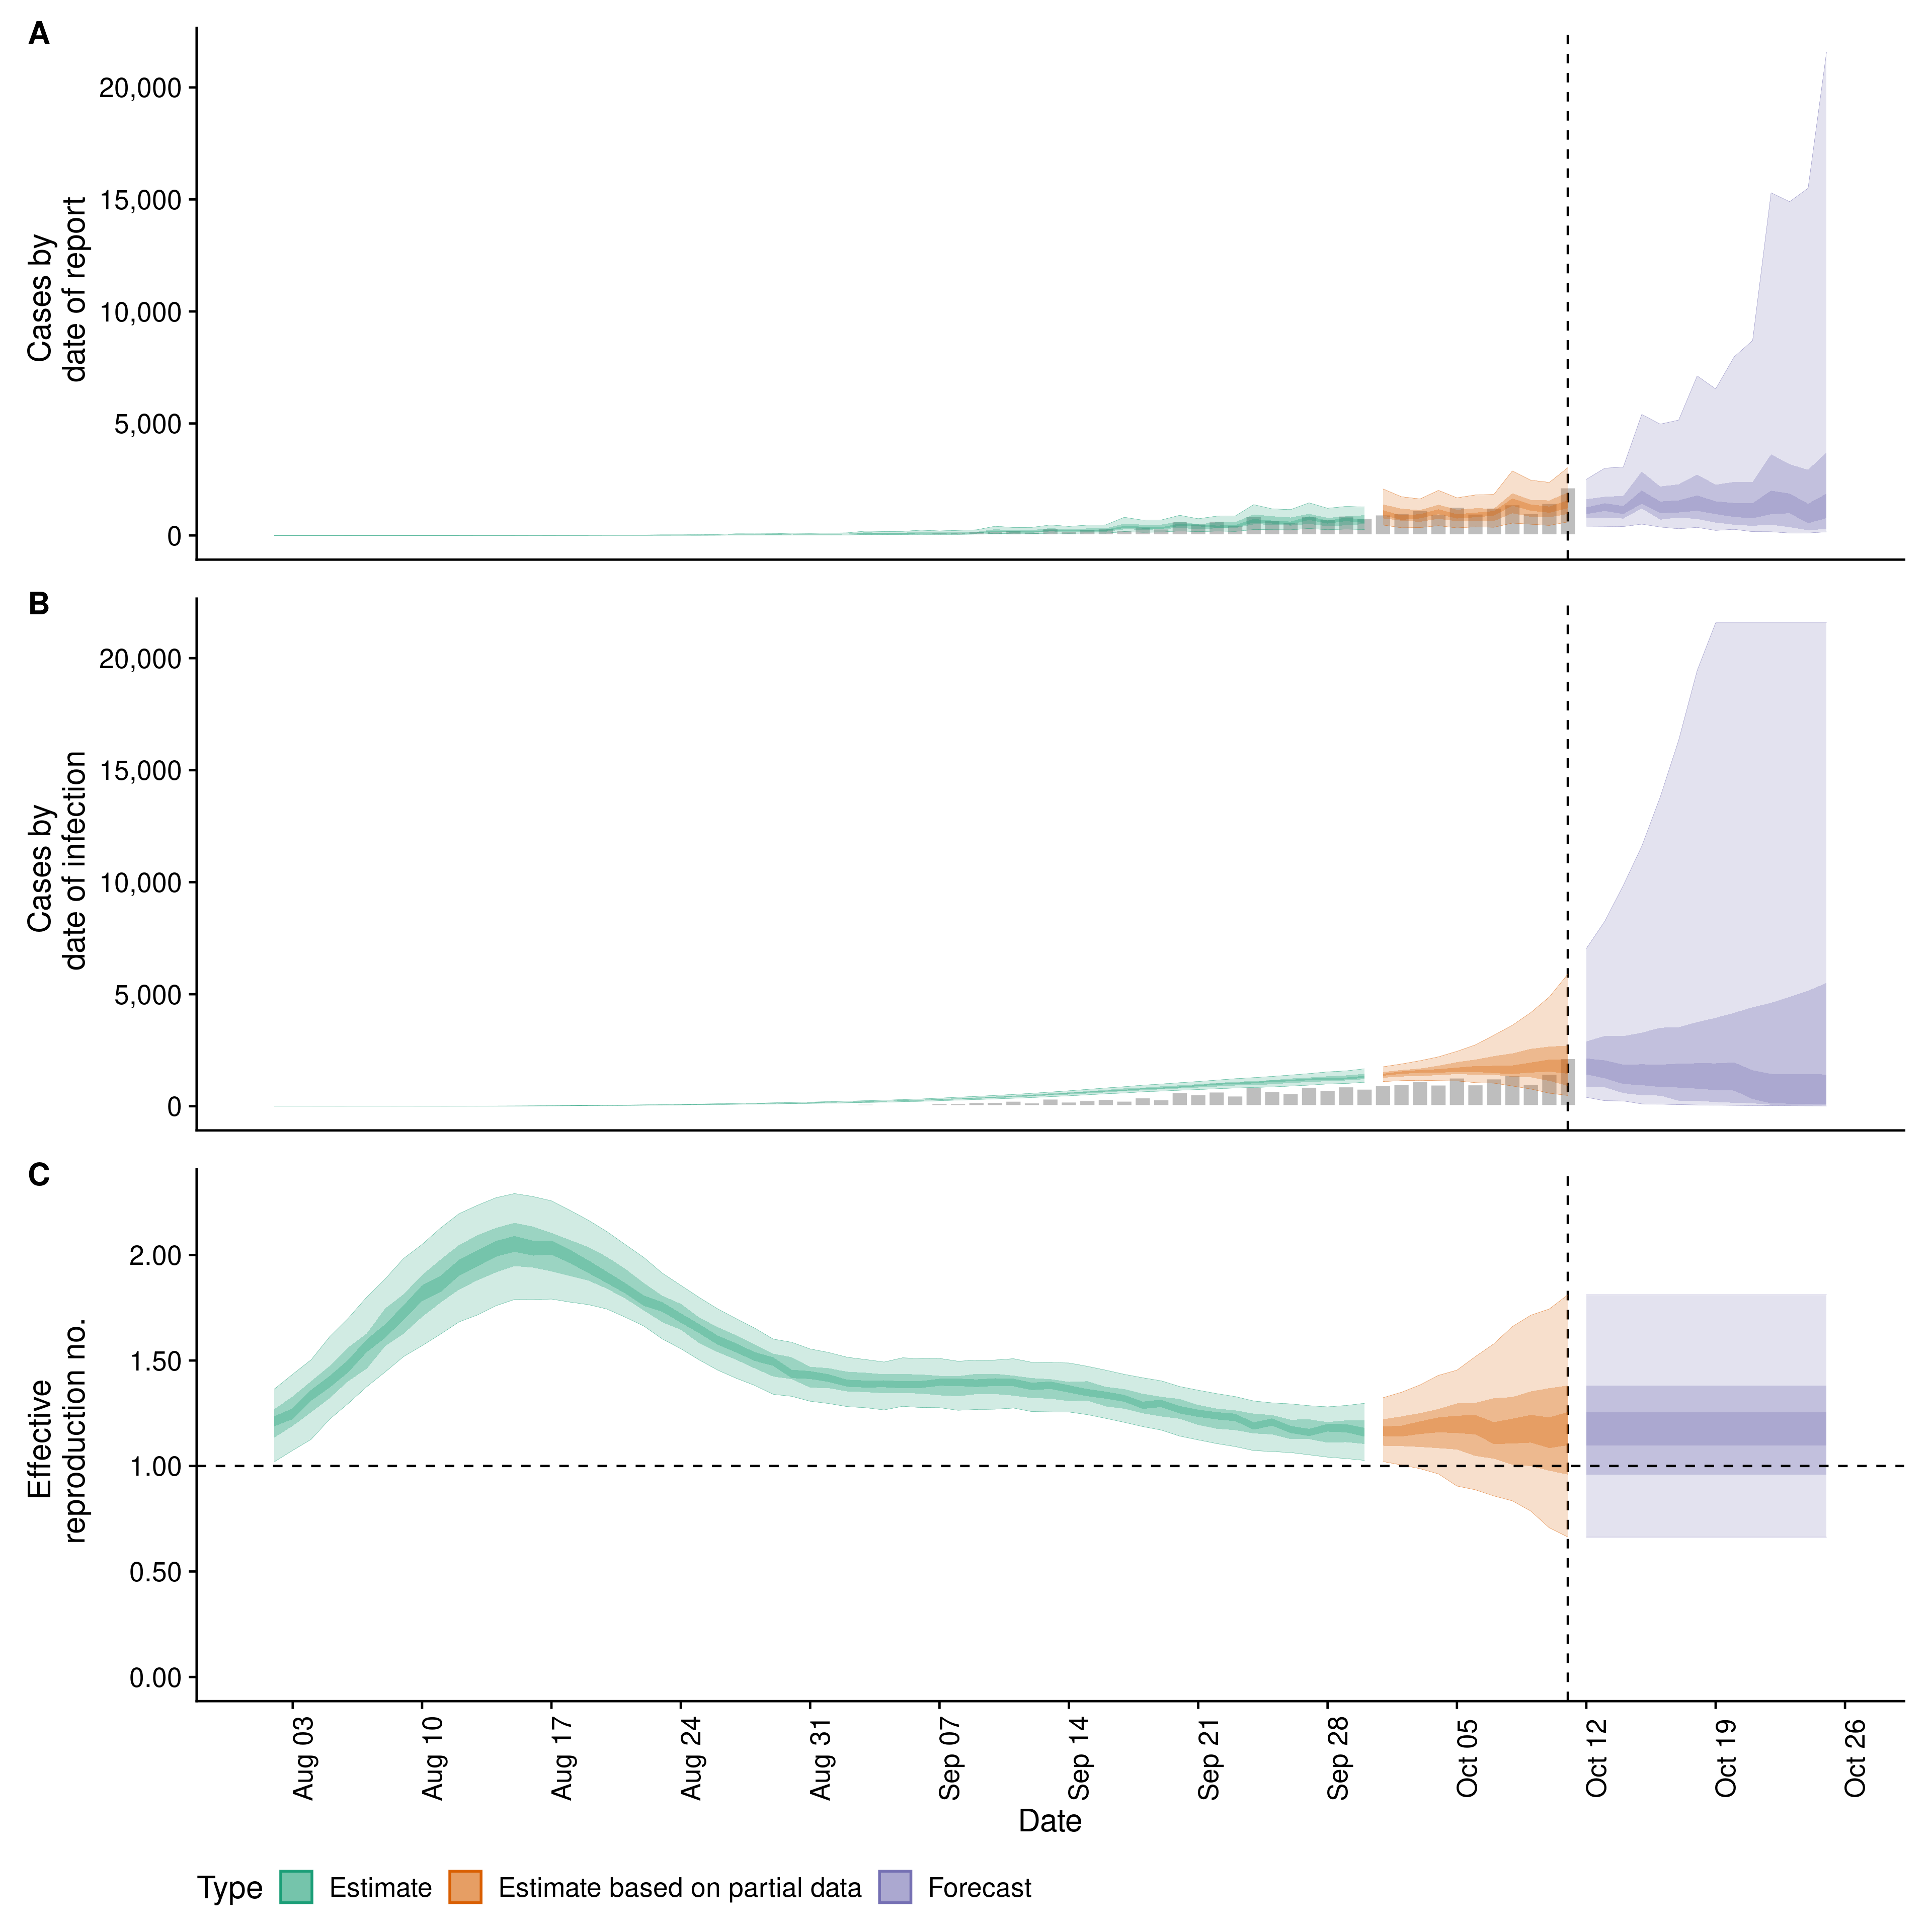 A
Cases by
date of report
20,000
15,000
10,000
5,000
0
B
Cases by
date of infection
20,000
15,000
10,000
5,000
0
C
Effective
reproduction no.
2.00
1.50
1.00
0.50
0.00
Aug 03
Aug 10
Aug 17
Aug 24
Aug 31
Sep 07
Sep 14
Sep 21
Sep 28
Oct 05
Oct 12
Oct 19
Oct 26
Date
Type Estimate Estimate based on partial data Forecast